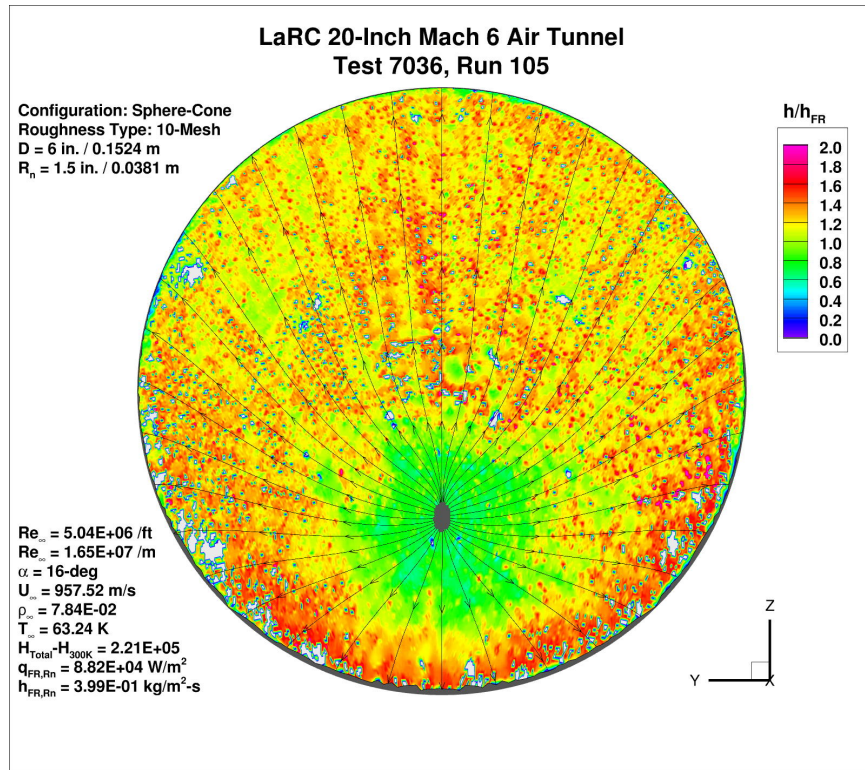 LaRC 20-Inch Mach 6 Air Tunnel
Test 7036, Run 105
Configuration: Sphere-Cone
Roughness Type: 10-Mesh
D = 6 in. / 0.1524 m
Rn = 1.5 in. / 0.0381 m
h/hFR
2.0
1.8
1.6
1.4
1.2
1.0
0.8
0.6
0.4
0.2
0.0
Re∞ = 5.04E+06 /ft
Re∞ = 1.65E+07 /m
α = 16-deg
U∞ = 957.52 m/s
ρ∞ = 7.84E-02
T∞ = 63.24 K
HTotal-H300K = 2.21E+05
qFR,Rn = 8.82E+04 W/m²
hFR,Rn = 3.99E-01 kg/m²-s
Z
Y
X